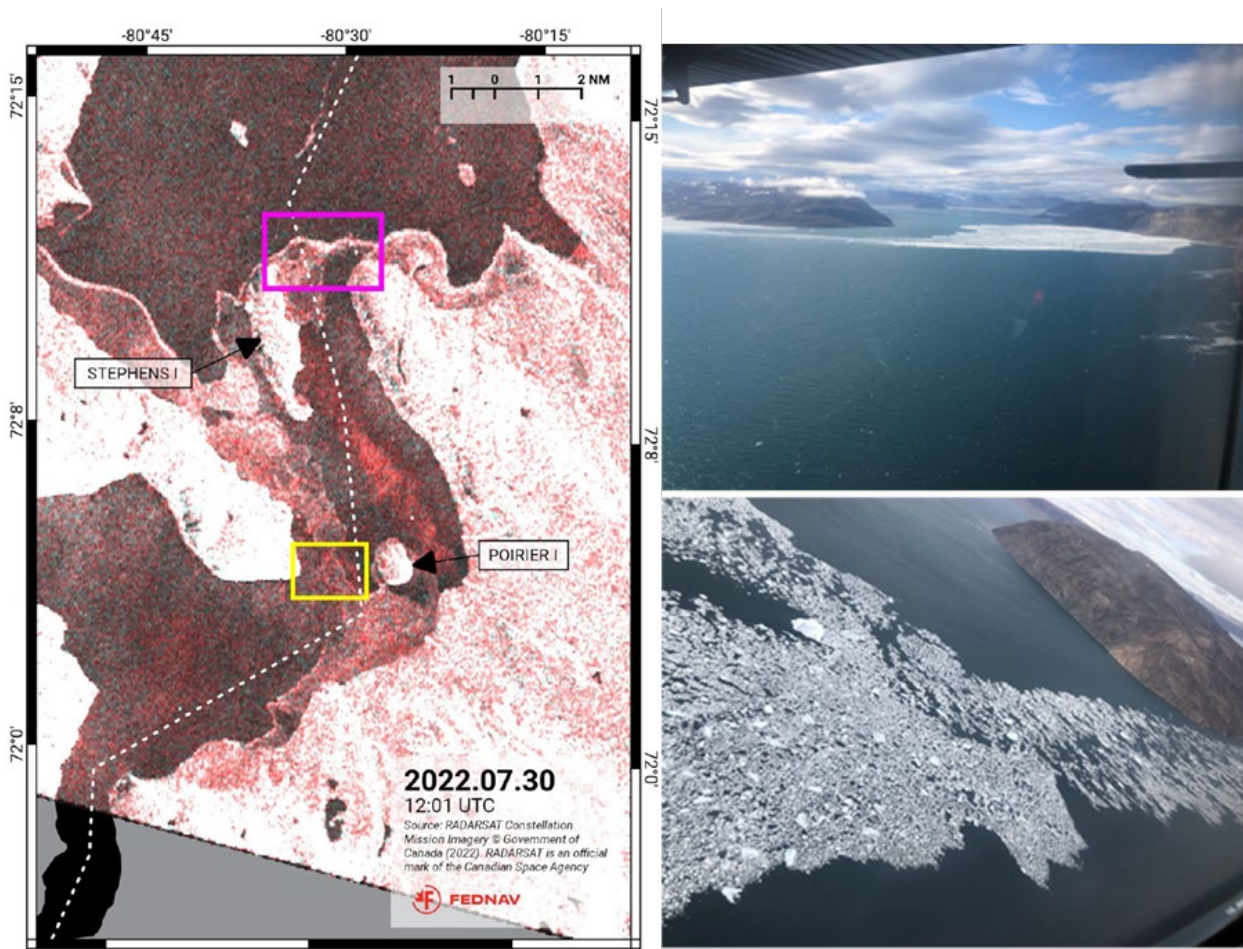 -80°45'
-80°30'
-80°15'
72°15'
72°15'
1 0 1 2 NM
STEPHENS I
72°8'
72°8'
POIRIER I
72°0'
72°0'
2022.07.30
12:01 UTC
Source: RADARSAT Constellation
Mission Imagery © Government of
Canada (2022). RADARSAT is an official
mark of the Canadian Space Agency
FEDNAV